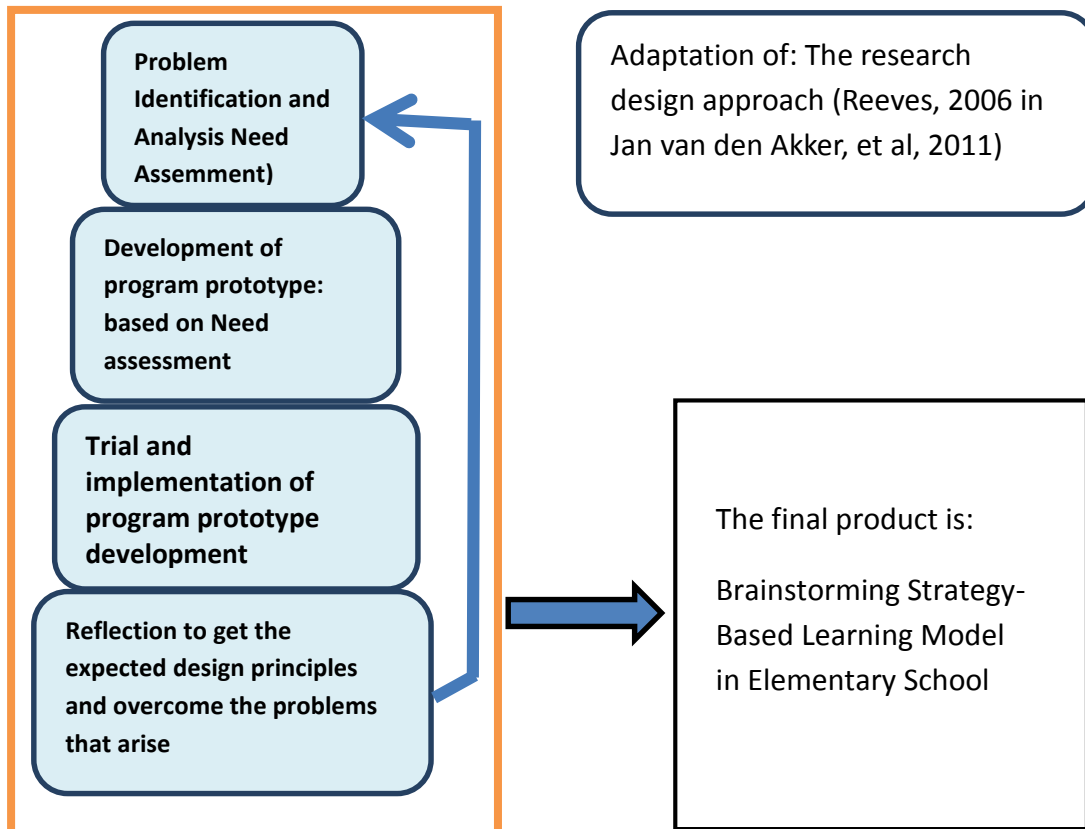 Problem
Identification and
Analysis Need
Assemment)
Development of
program prototype:
based on Need
assessment
Trial and
implementation of
program prototype
development
Reflection to get the
expected design principles
and overcome the problems
that arise
Adaptation of: The research
design approach (Reeves, 2006 in
Jan van den Akker, et al, 2011)
The final product is:
Brainstorming Strategy-
Based Learning Model
in Elementary School